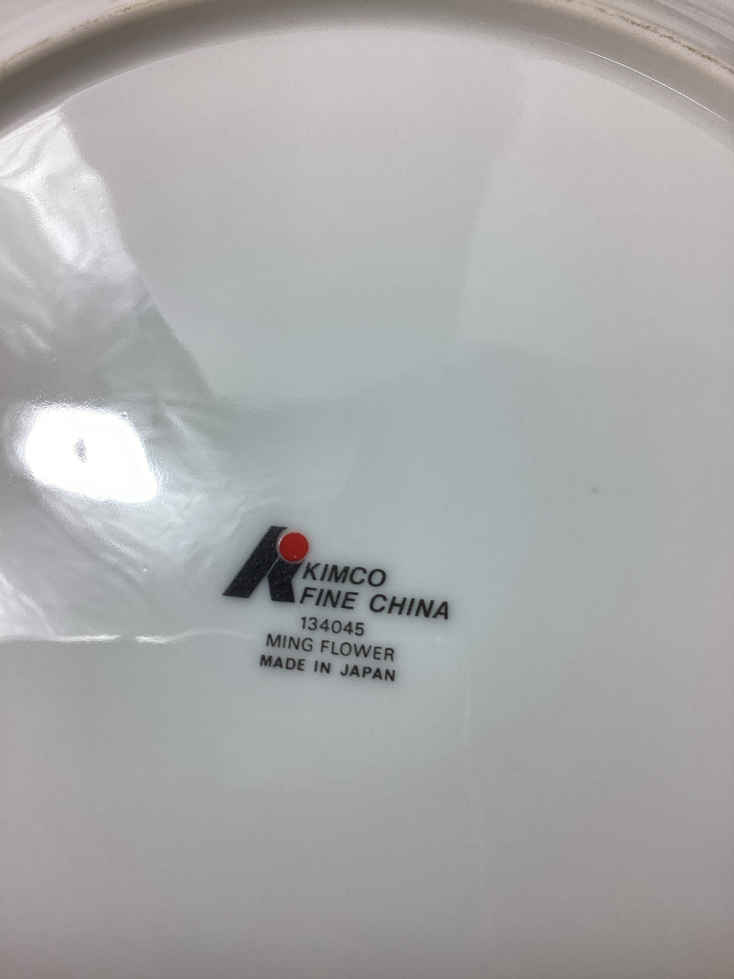 KIMCO
FINE CHINA
134045
MING FLOWER
MADE IN JAPAN